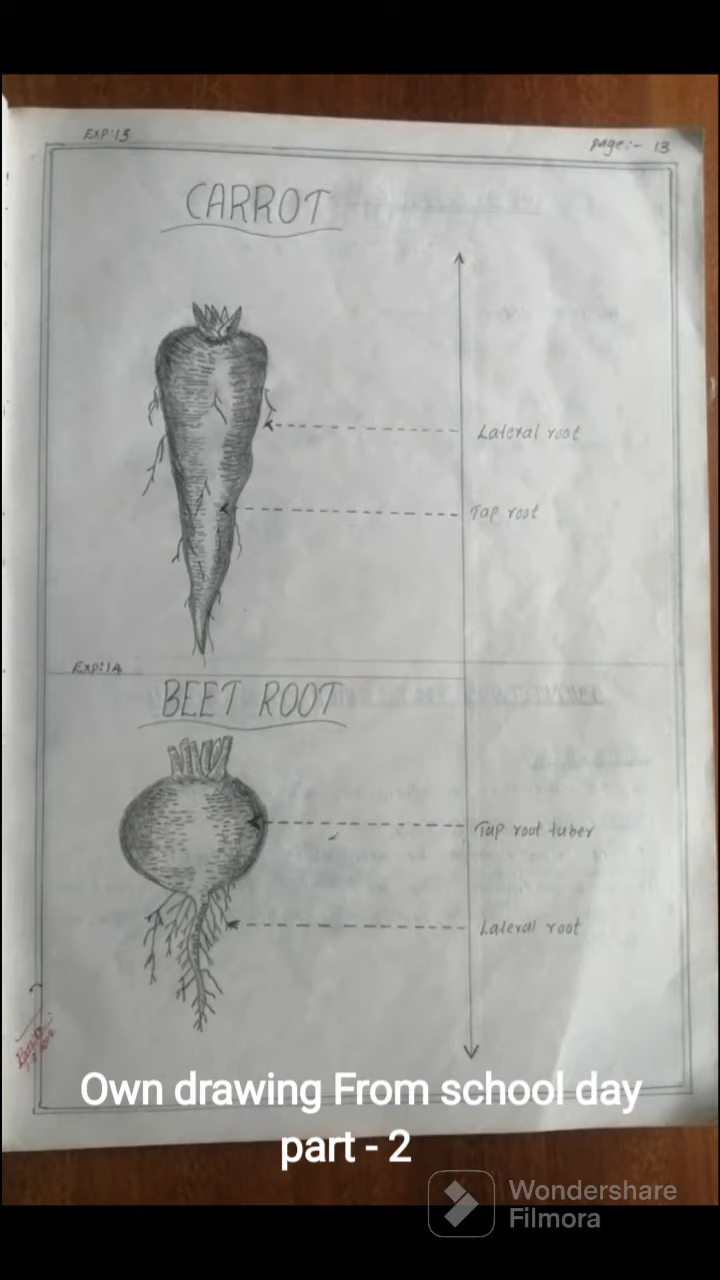 Exp:13
page:- 13
CARROT
Lateral root
Tap root
Exp:14
BEET ROOT
Tap root tuber
Lateral root
Own drawing From school day
part - 2
Wondershare
Filmora